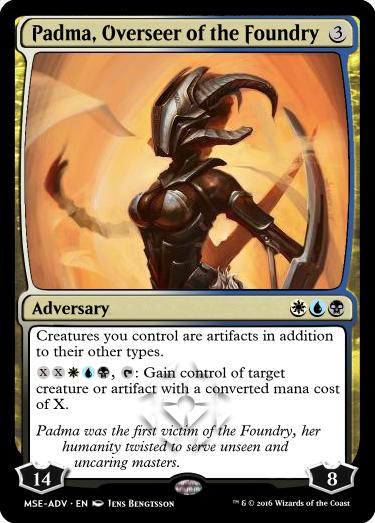 Padma, Overseer of the Foundry 3
Adversary
Creatures you control are artifacts in addition
to their other types.
X X , : Gain control of target
creature or artifact with a converted mana cost
of X.
Padma was the first victim of the Foundry, her
humanity twisted to serve unseen and
uncaring masters.
14
8
MSE-ADV · EN Jens Bengtsson
™ & © 2016 Wizards of the Coast